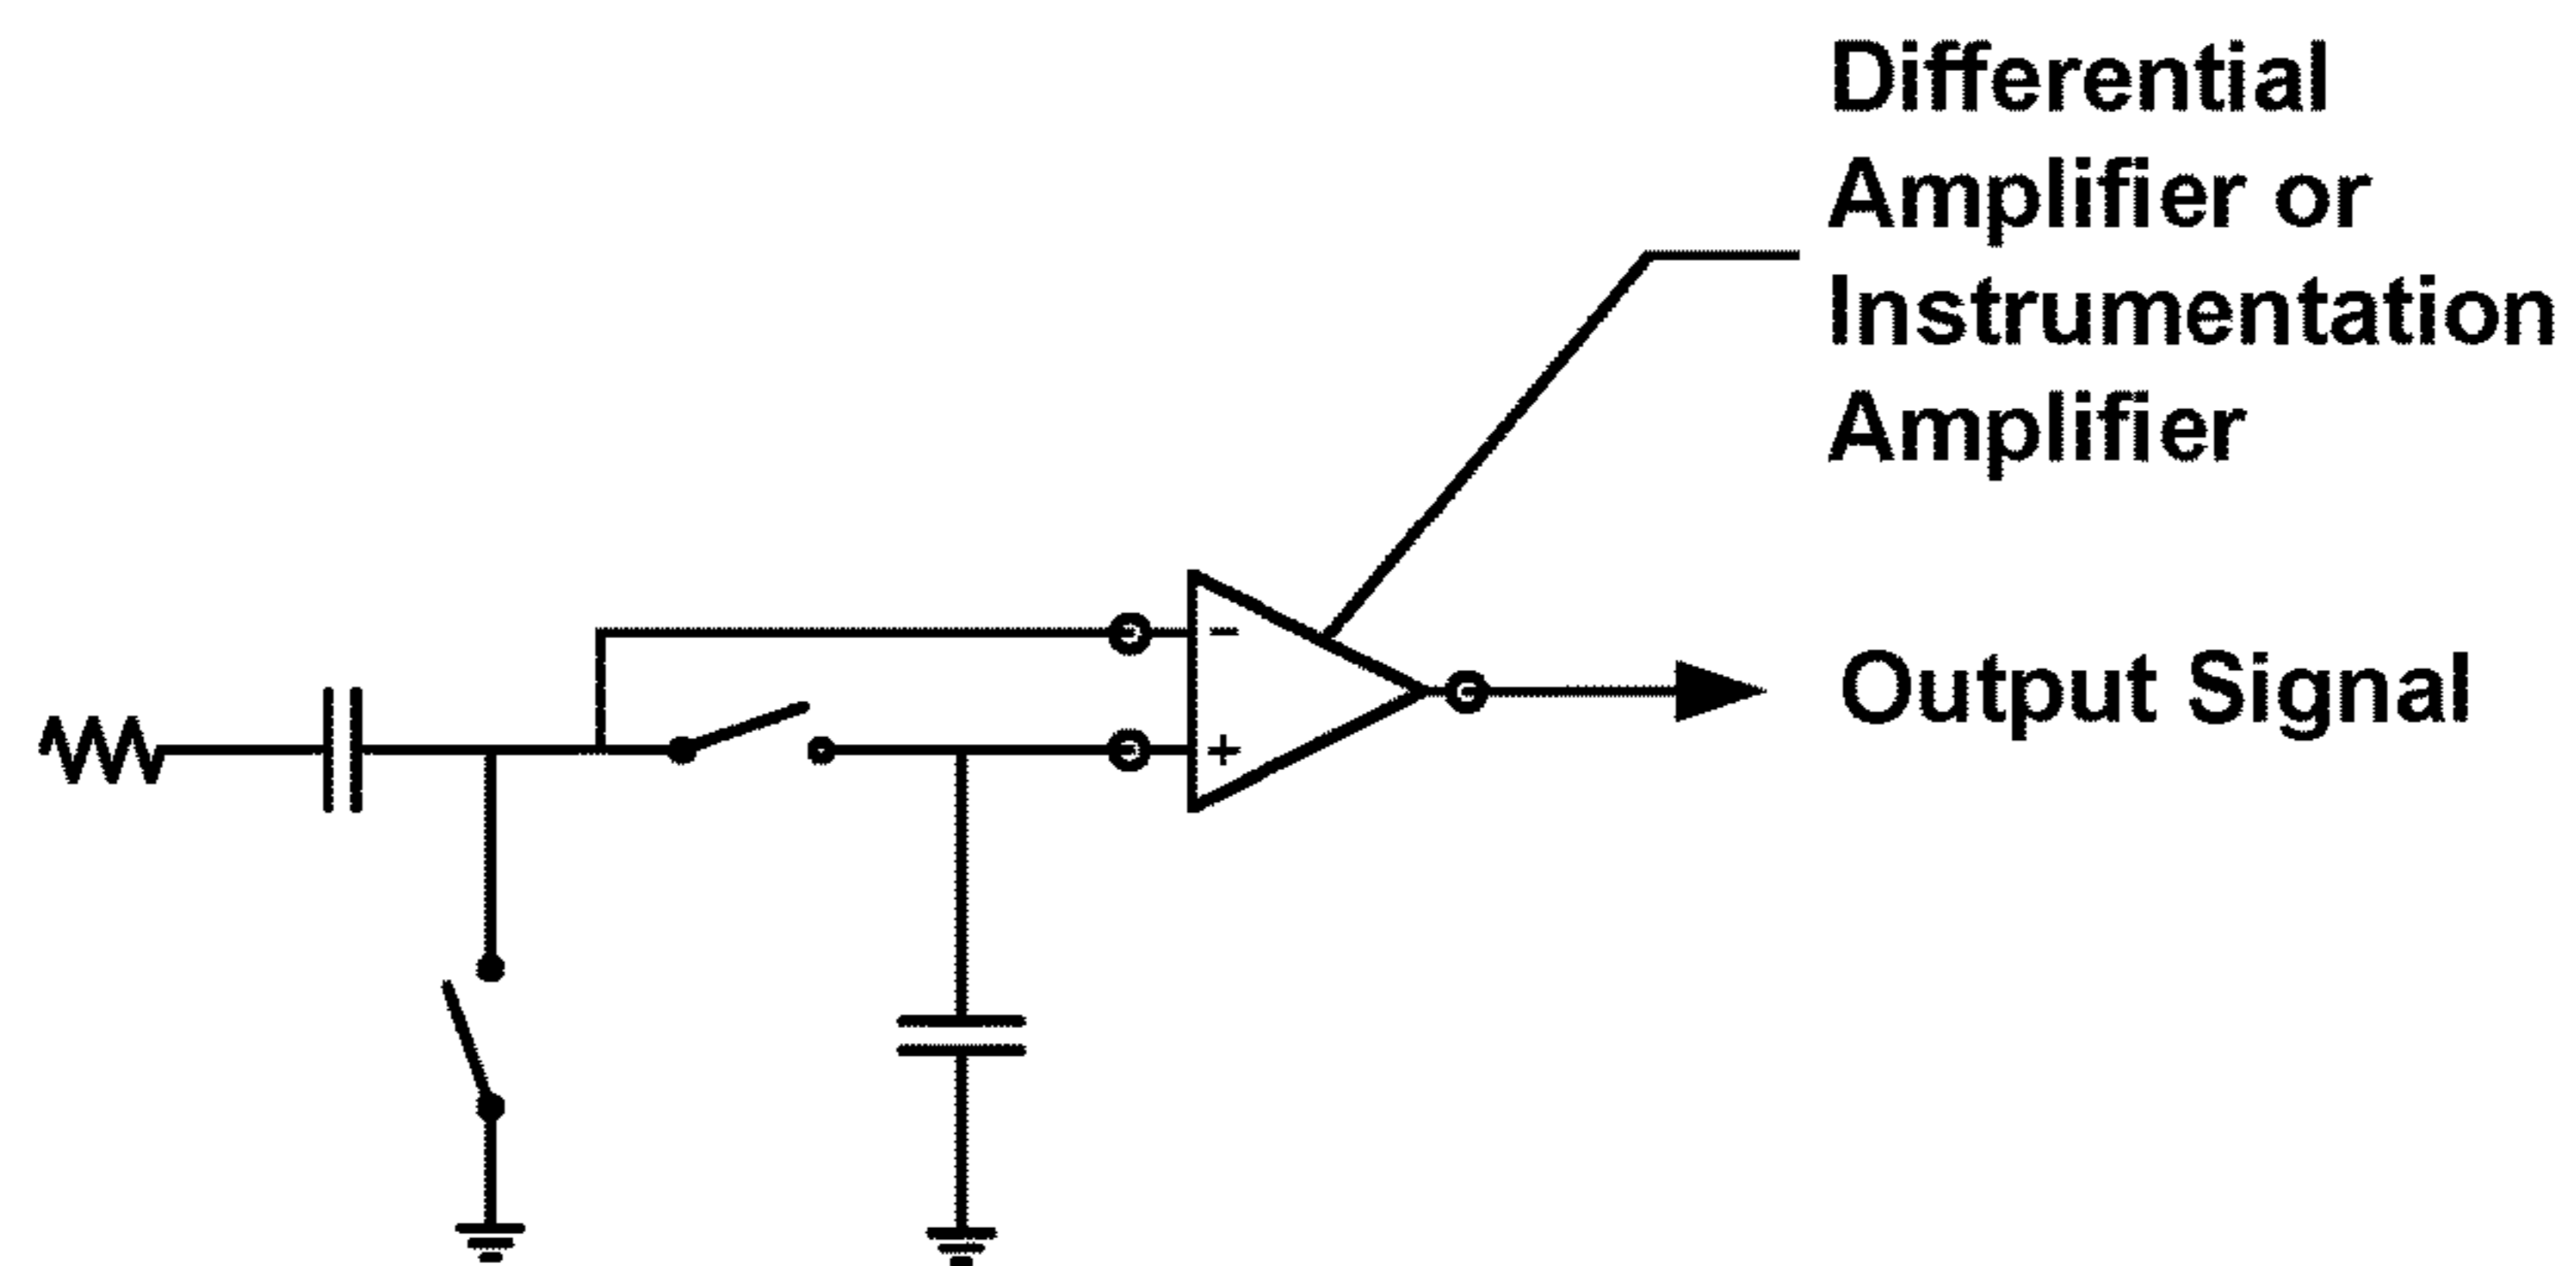 Differential
Amplifier or
Instrumentation
Amplifier
−
+
Output Signal